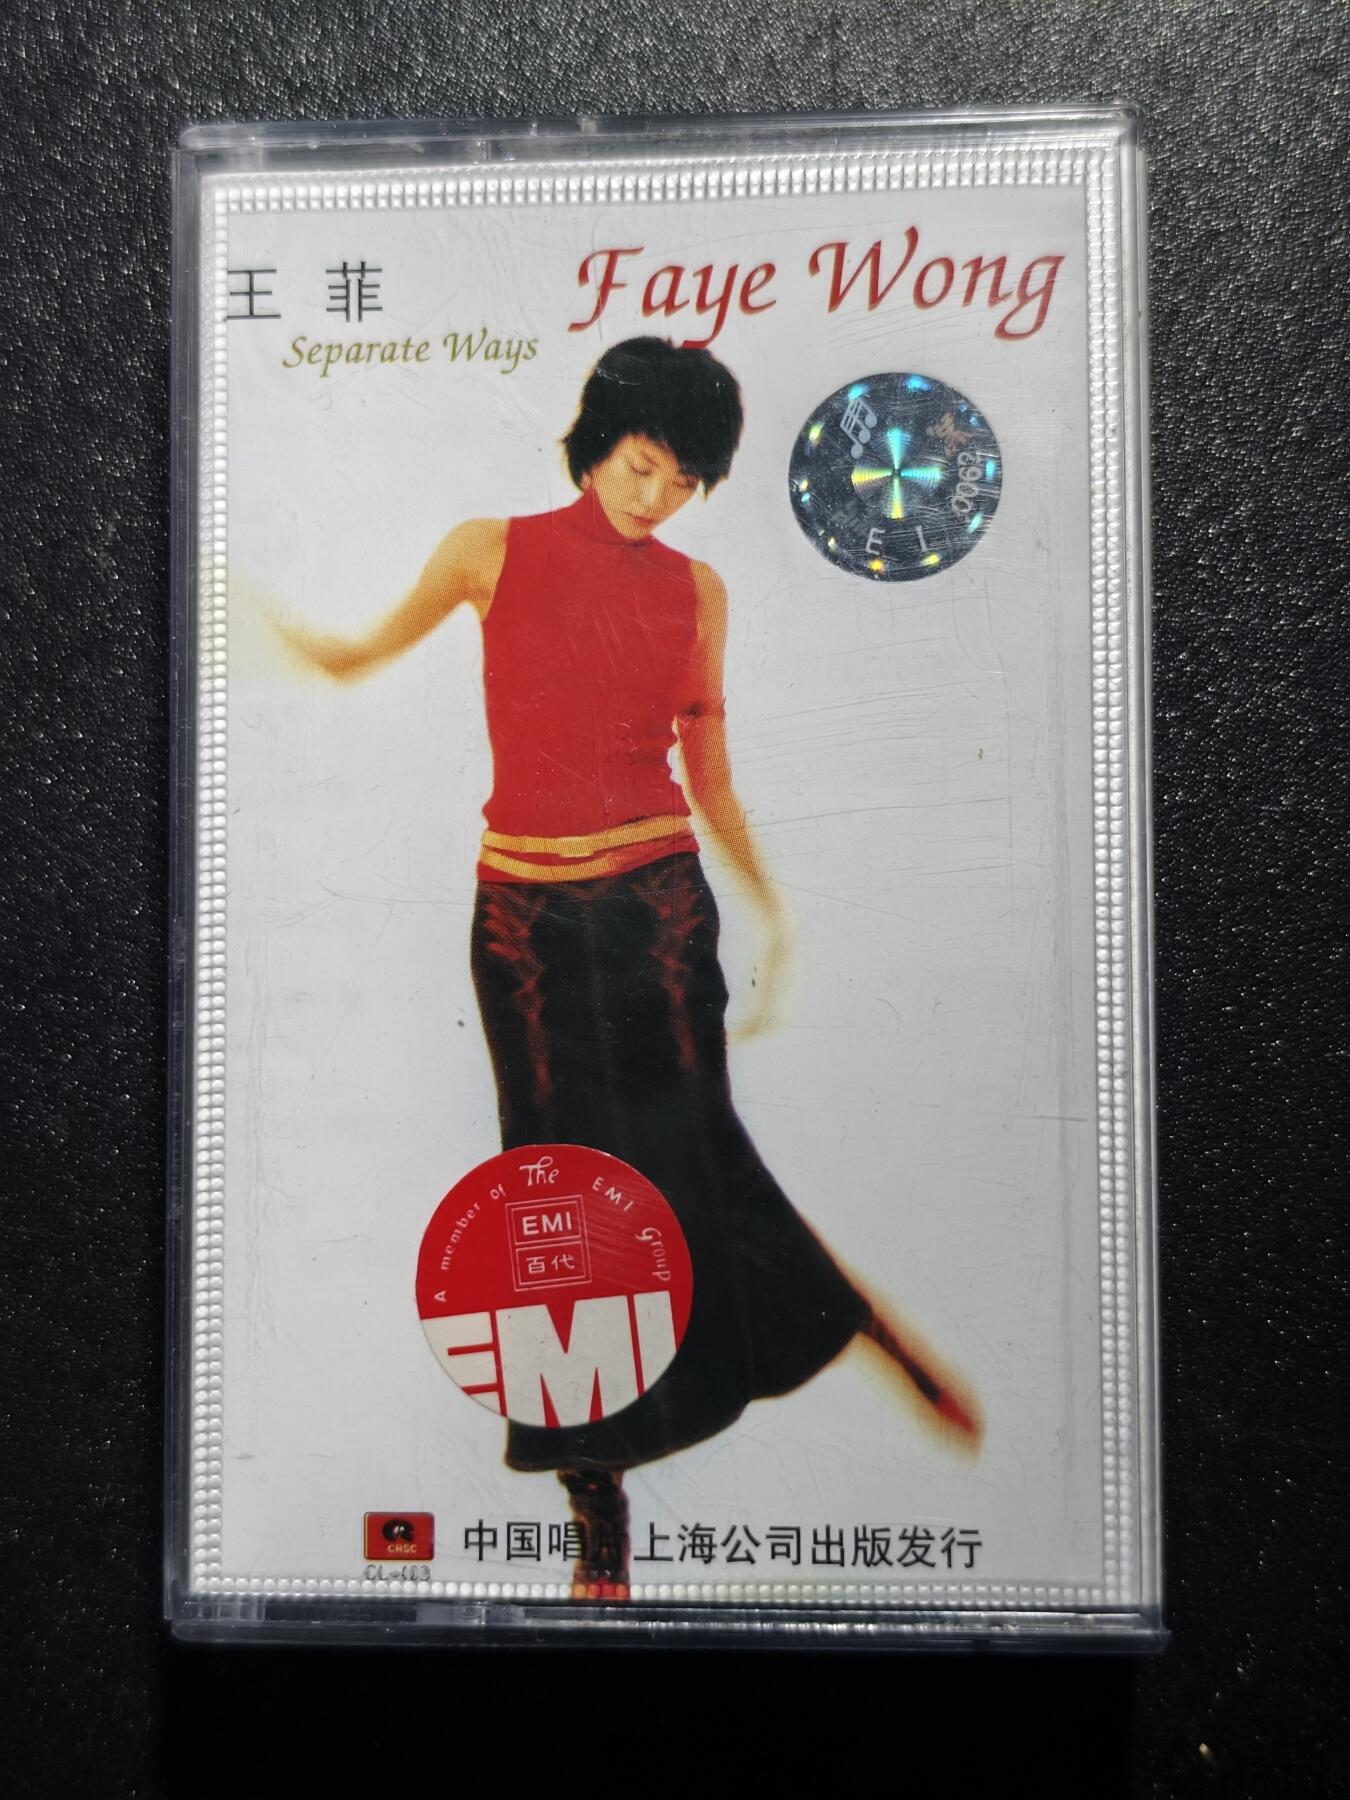 王 菲
Faye Wong
Separate Ways
E I
A member of The EMI Group
EMI
百代
EMI
CRSC
中国唱片上海公司出版发行